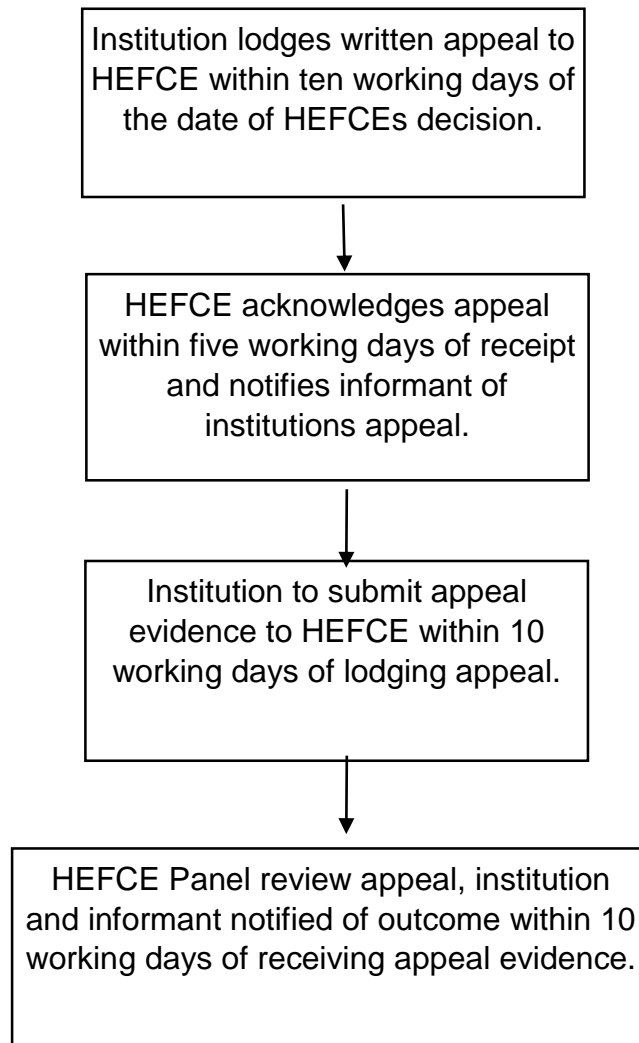 Institution lodges written appeal to
HEFCE within ten working days of
the date of HEFCEs decision.
HEFCE acknowledges appeal
within five working days of receipt
and notifies informant of
institutions appeal.
Institution to submit appeal
evidence to HEFCE within 10
working days of lodging appeal.
HEFCE Panel review appeal, institution
and informant notified of outcome within 10
working days of receiving appeal evidence.